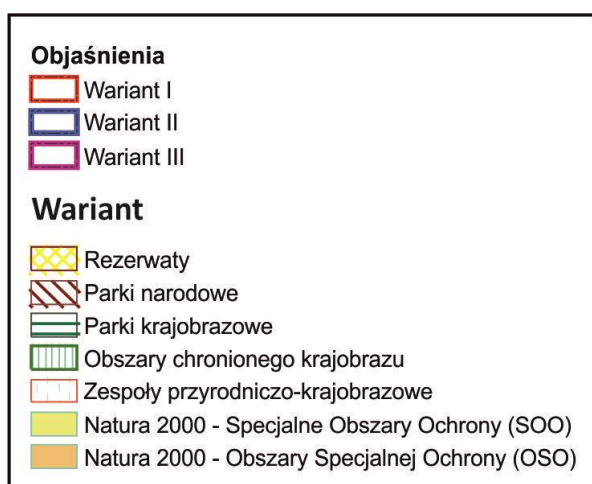 Objaśnienia
Wariant I
Wariant II
Wariant III
Wariant
Rezerwaty
Parki narodowe
Parki krajobrazowe
Obszary chronionego krajobrazu
Zespoły przyrodniczo-krajobrazowe
Natura 2000 - Specjalne Obszary Ochrony (SOO)
Natura 2000 - Obszary Specjalnej Ochrony (OSO)